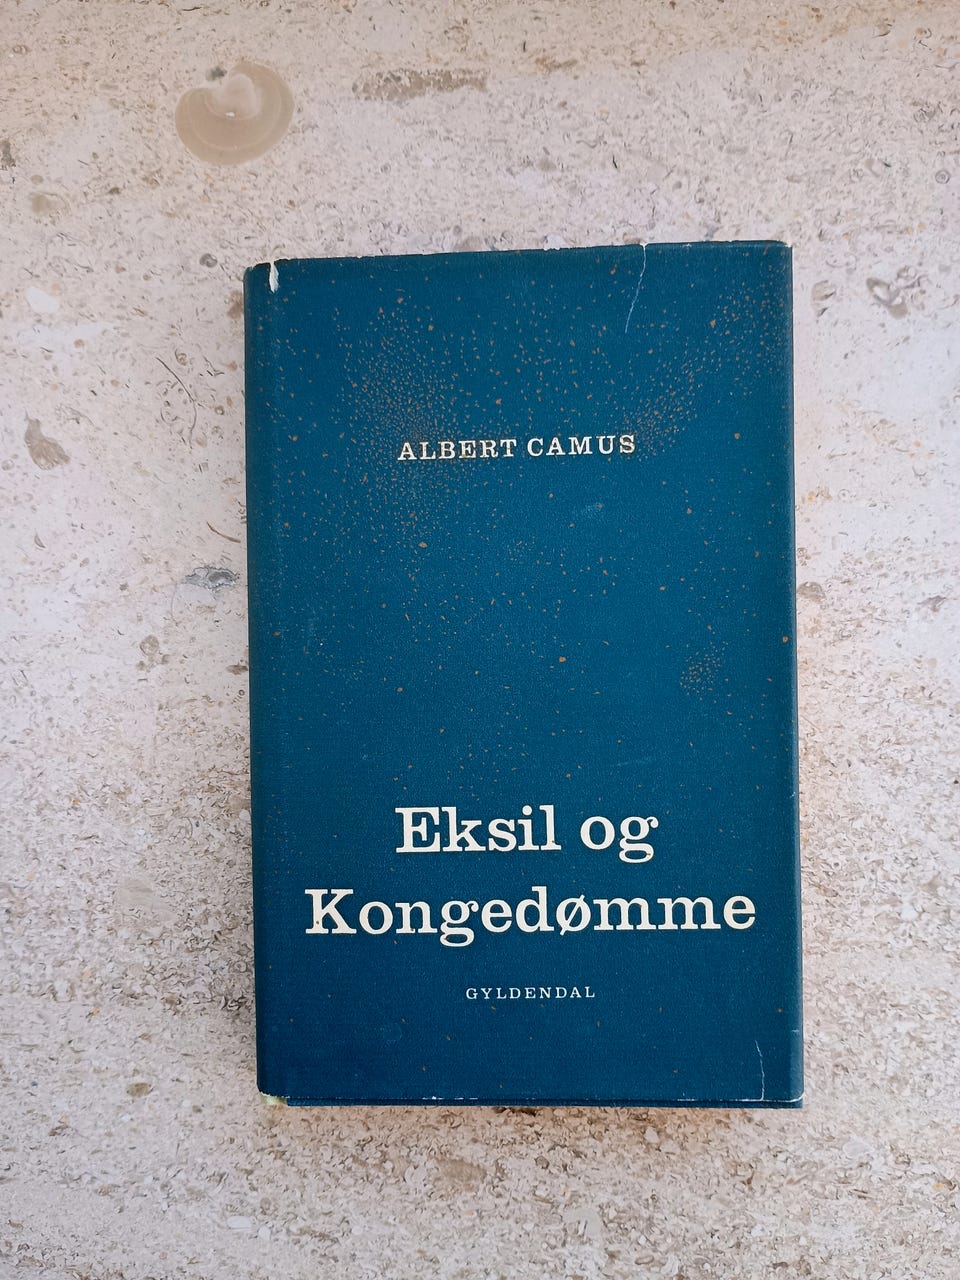 ALBERT CAMUS
Eksil og
Kongedømme
GYLDENDAL